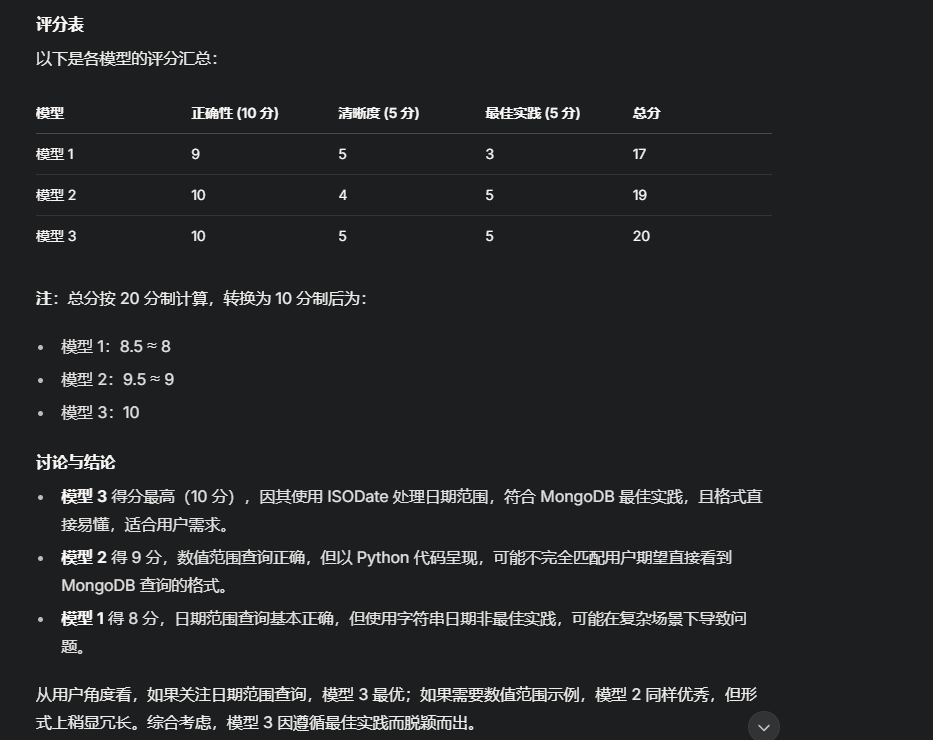 评分表
以下是各模型的评分汇总：
模型 正确性 (10 分) 清晰度 (5 分) 最佳实践 (5 分) 总分
模型 1 9 5 3 17
模型 2 10 4 5 19
模型 3 10 5 5 20
注：总分按 20 分制计算，转换为 10 分制后为：
• 模型 1：8.5 ≈ 8
• 模型 2：9.5 ≈ 9
• 模型 3：10
讨论与结论
• 模型 3 得分最高（10 分），因其使用 ISODate 处理日期范围，符合 MongoDB 最佳实践，且格式直
接易懂，适合用户需求。
• 模型 2 得 9 分，数值范围查询正确，但以 Python 代码呈现，可能不完全匹配用户期望直接看到
MongoDB 查询的格式。
• 模型 1 得 8 分，日期范围查询基本正确，但使用字符串日期非最佳实践，可能在复杂场景下导致问
题。
从用户角度看，如果关注日期范围查询，模型 3 最优；如果需要数值范围示例，模型 2 同样优秀，但形
式上稍显冗长。综合考虑，模型 3 因遵循最佳实践而脱颖而出。